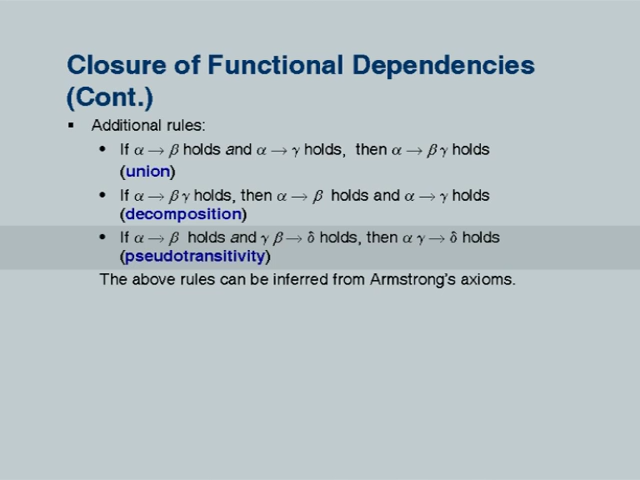 Closure of Functional Dependencies
(Cont.)
▪ Additional rules:
• If α → β holds and α → γ holds, then α → β γ holds
(union)
• If α → β γ holds, then α → β holds and α → γ holds
(decomposition)
• If α → β holds and γ β → δ holds, then α γ → δ holds
(pseudotransitivity)
The above rules can be inferred from Armstrong's axioms.